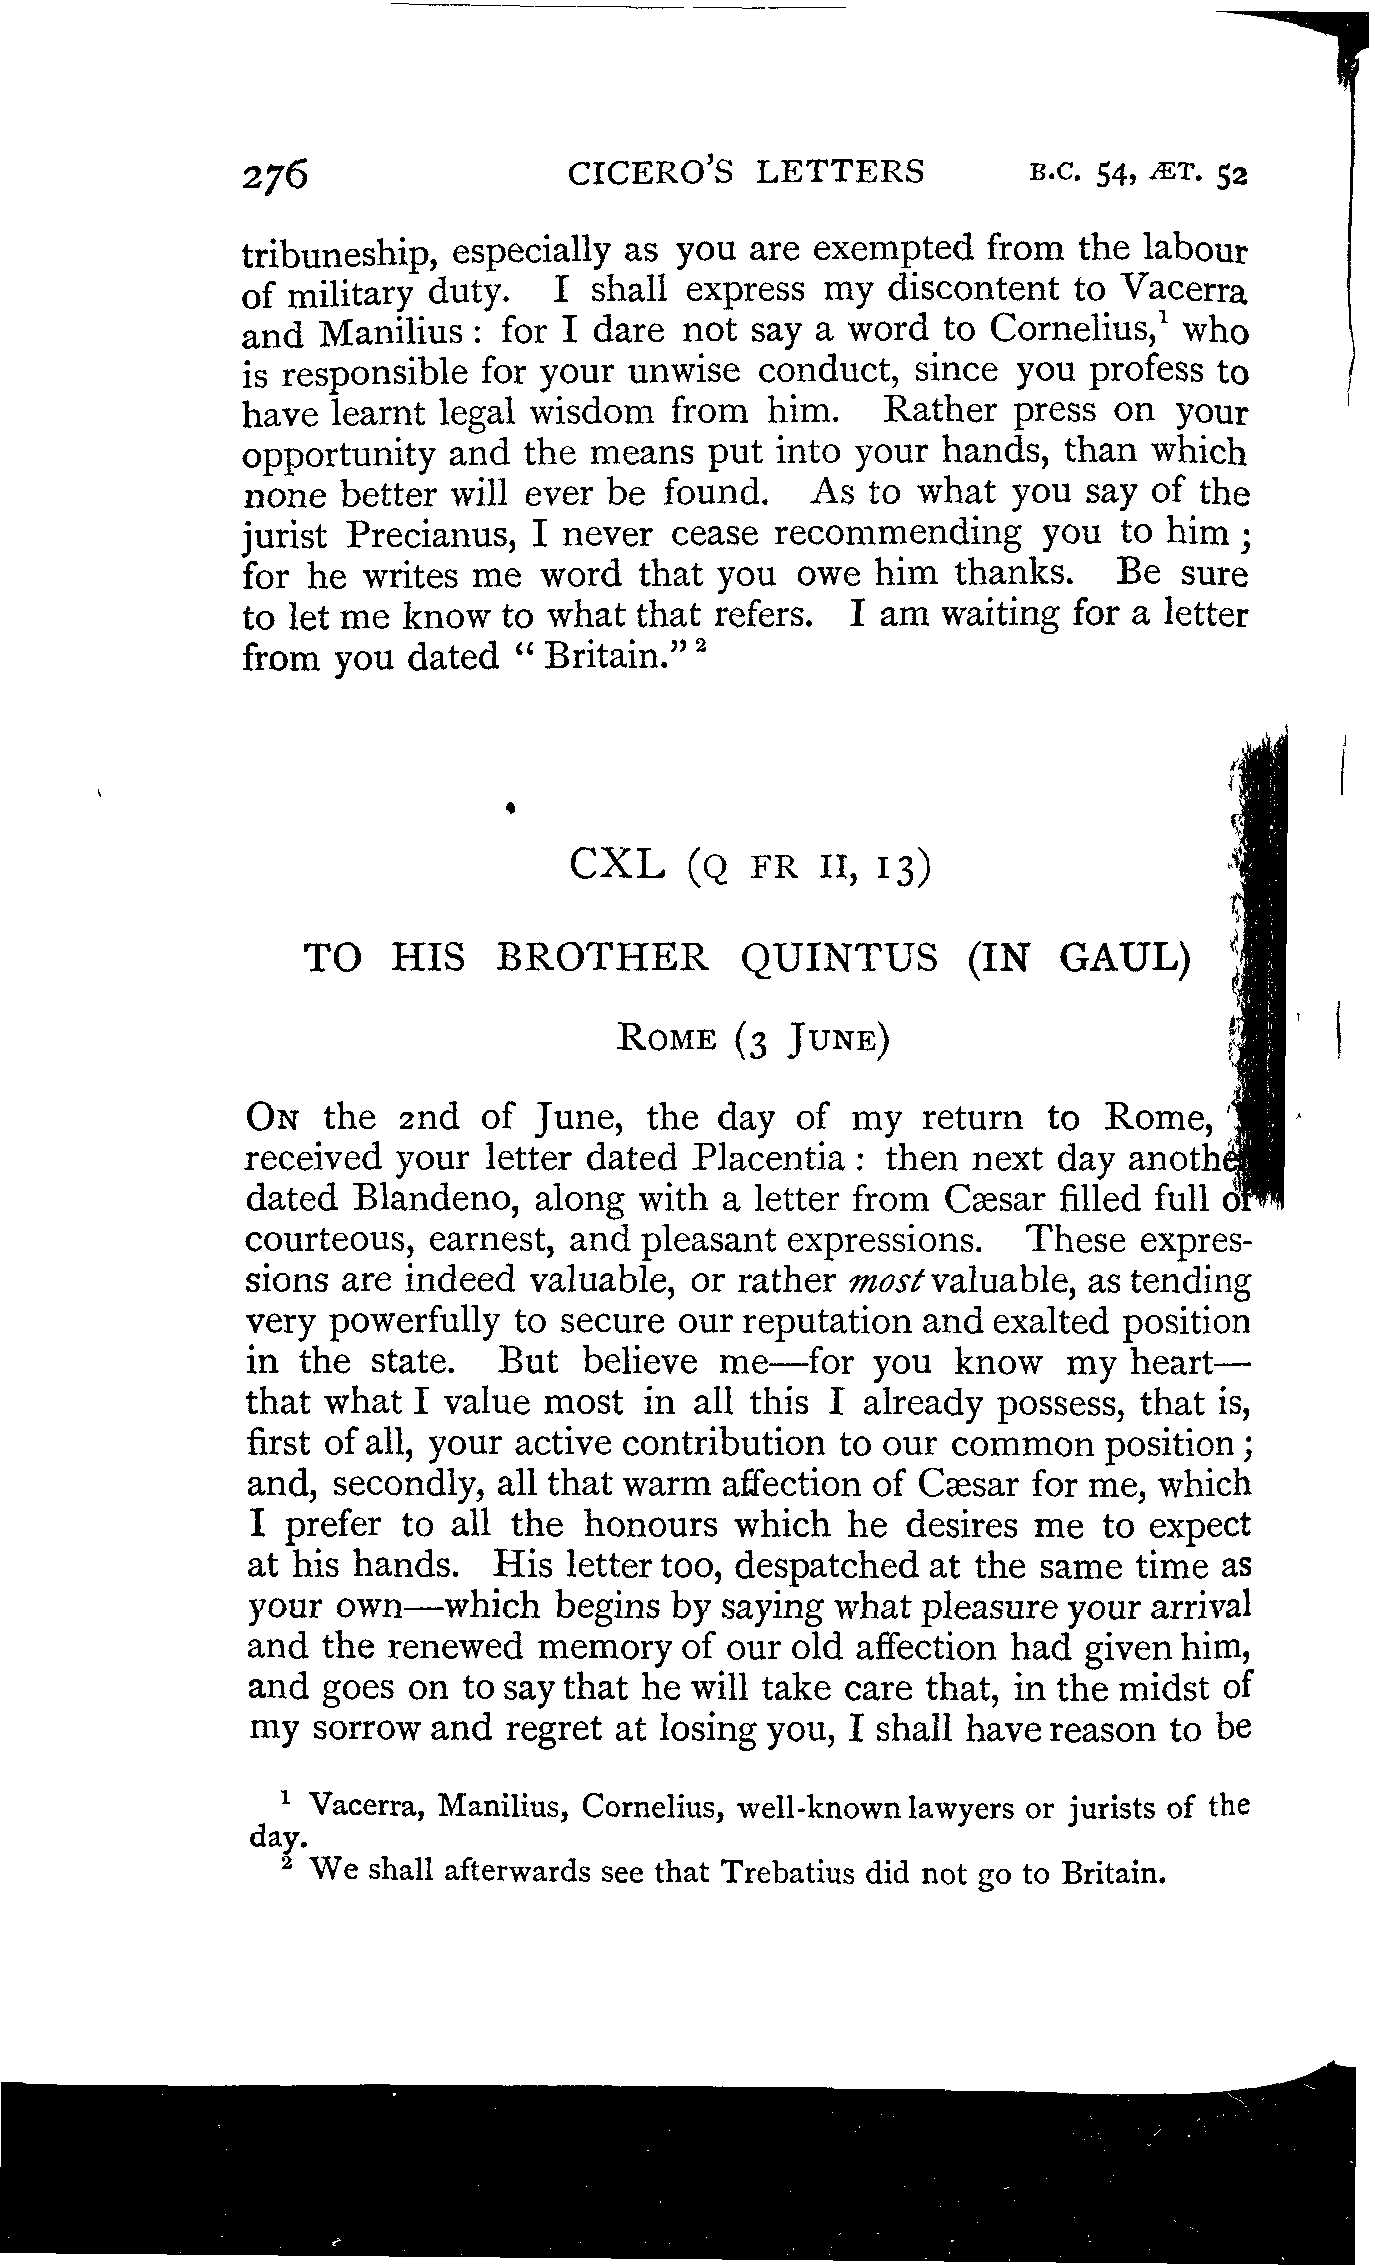 276 CICERO'S LETTERS B.C. 54, ÆT. 52
tribuneship, especially as you are exempted from the labour
of military duty. I shall express my discontent to Vacerra
and Manilius : for I dare not say a word to Cornelius,¹ who
is responsible for your unwise conduct, since you profess to
have learnt legal wisdom from him. Rather press on your
opportunity and the means put into your hands, than which
none better will ever be found. As to what you say of the
jurist Precianus, I never cease recommending you to him ;
for he writes me word that you owe him thanks. Be sure
to let me know to what that refers. I am waiting for a letter
from you dated “ Britain.” ²
CXL (Q FR II, 13)
TO HIS BROTHER QUINTUS (IN GAUL)
ROME (3 JUNE)
ON the 2nd of June, the day of my return to Rome,
received your letter dated Placentia : then next day
dated Blandeno, along with a letter from Cæsar filled full of
courteous, earnest, and pleasant expressions. These expres-
sions are indeed valuable, or rather most valuable, as tending
very powerfully to secure our reputation and exalted position
in the state. But believe me—for you know my heart—
that what I value most in all this I already possess, that is,
first of all, your active contribution to our common position ;
and, secondly, all that warm affection of Cæsar for me, which
I prefer to all the honours which he desires me to expect
at his hands. His letter too, despatched at the same time as
your own—which begins by saying what pleasure your arrival
and the renewed memory of our old affection had given him,
and goes on to say that he will take care that, in the midst of
my sorrow and regret at losing you, I shall have reason to be
¹ Vacerra, Manilius, Cornelius, well-known lawyers or jurists of the
day.
² We shall afterwards see that Trebatius did not go to Britain.